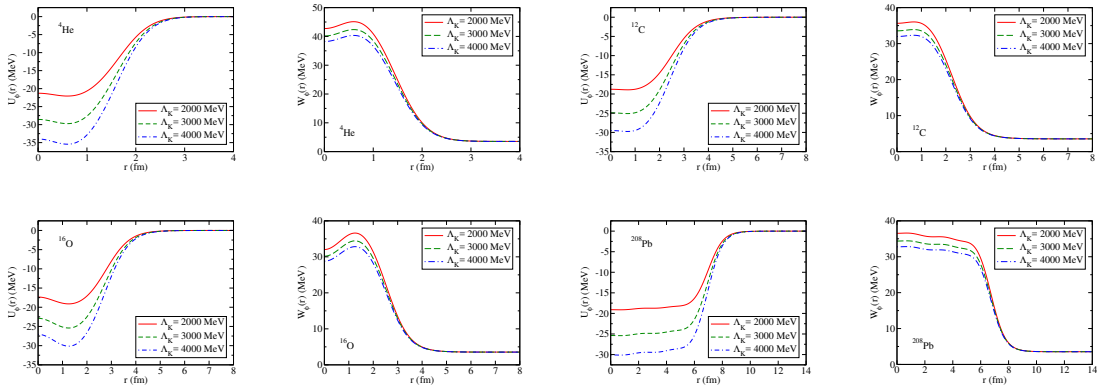 ⁴He
Λ_K = 2000 MeV
Λ_K = 3000 MeV
Λ_K = 4000 MeV
U_ϕ(r) (MeV)
0
-5
-10
-15
-20
-25
-30
-35
0 1 2 3 4
r (fm)
⁴He
Λ_K = 2000 MeV
Λ_K = 3000 MeV
Λ_K = 4000 MeV
W_ϕ(r) (MeV)
50
40
30
20
10
0
0 1 2 3 4
r (fm)
¹²C
Λ_K = 2000 MeV
Λ_K = 3000 MeV
Λ_K = 4000 MeV
U_ϕ(r) (MeV)
0
-5
-10
-15
-20
-25
-30
-35
0 1 2 3 4 5 6 7 8
r (fm)
¹²C
Λ_K = 2000 MeV
Λ_K = 3000 MeV
Λ_K = 4000 MeV
W_ϕ(r) (MeV)
40
30
20
10
0
0 1 2 3 4 5 6 7 8
r (fm)
¹⁶O
Λ_K = 2000 MeV
Λ_K = 3000 MeV
Λ_K = 4000 MeV
U_ϕ(r) (MeV)
0
-5
-10
-15
-20
-25
-30
-35
0 1 2 3 4 5 6 7 8
r (fm)
¹⁶O
Λ_K = 2000 MeV
Λ_K = 3000 MeV
Λ_K = 4000 MeV
W_ϕ(r) (MeV)
40
30
20
10
0
0 1 2 3 4 5 6 7 8
r (fm)
²⁰⁸Pb
Λ_K = 2000 MeV
Λ_K = 3000 MeV
Λ_K = 4000 MeV
U_ϕ(r) (MeV)
0
-5
-10
-15
-20
-25
-30
0 2 4 6 8 10 12 14
r (fm)
²⁰⁸Pb
Λ_K = 2000 MeV
Λ_K = 3000 MeV
Λ_K = 4000 MeV
W_ϕ(r) (MeV)
40
30
20
10
0
0 2 4 6 8 10 12 14
r (fm)